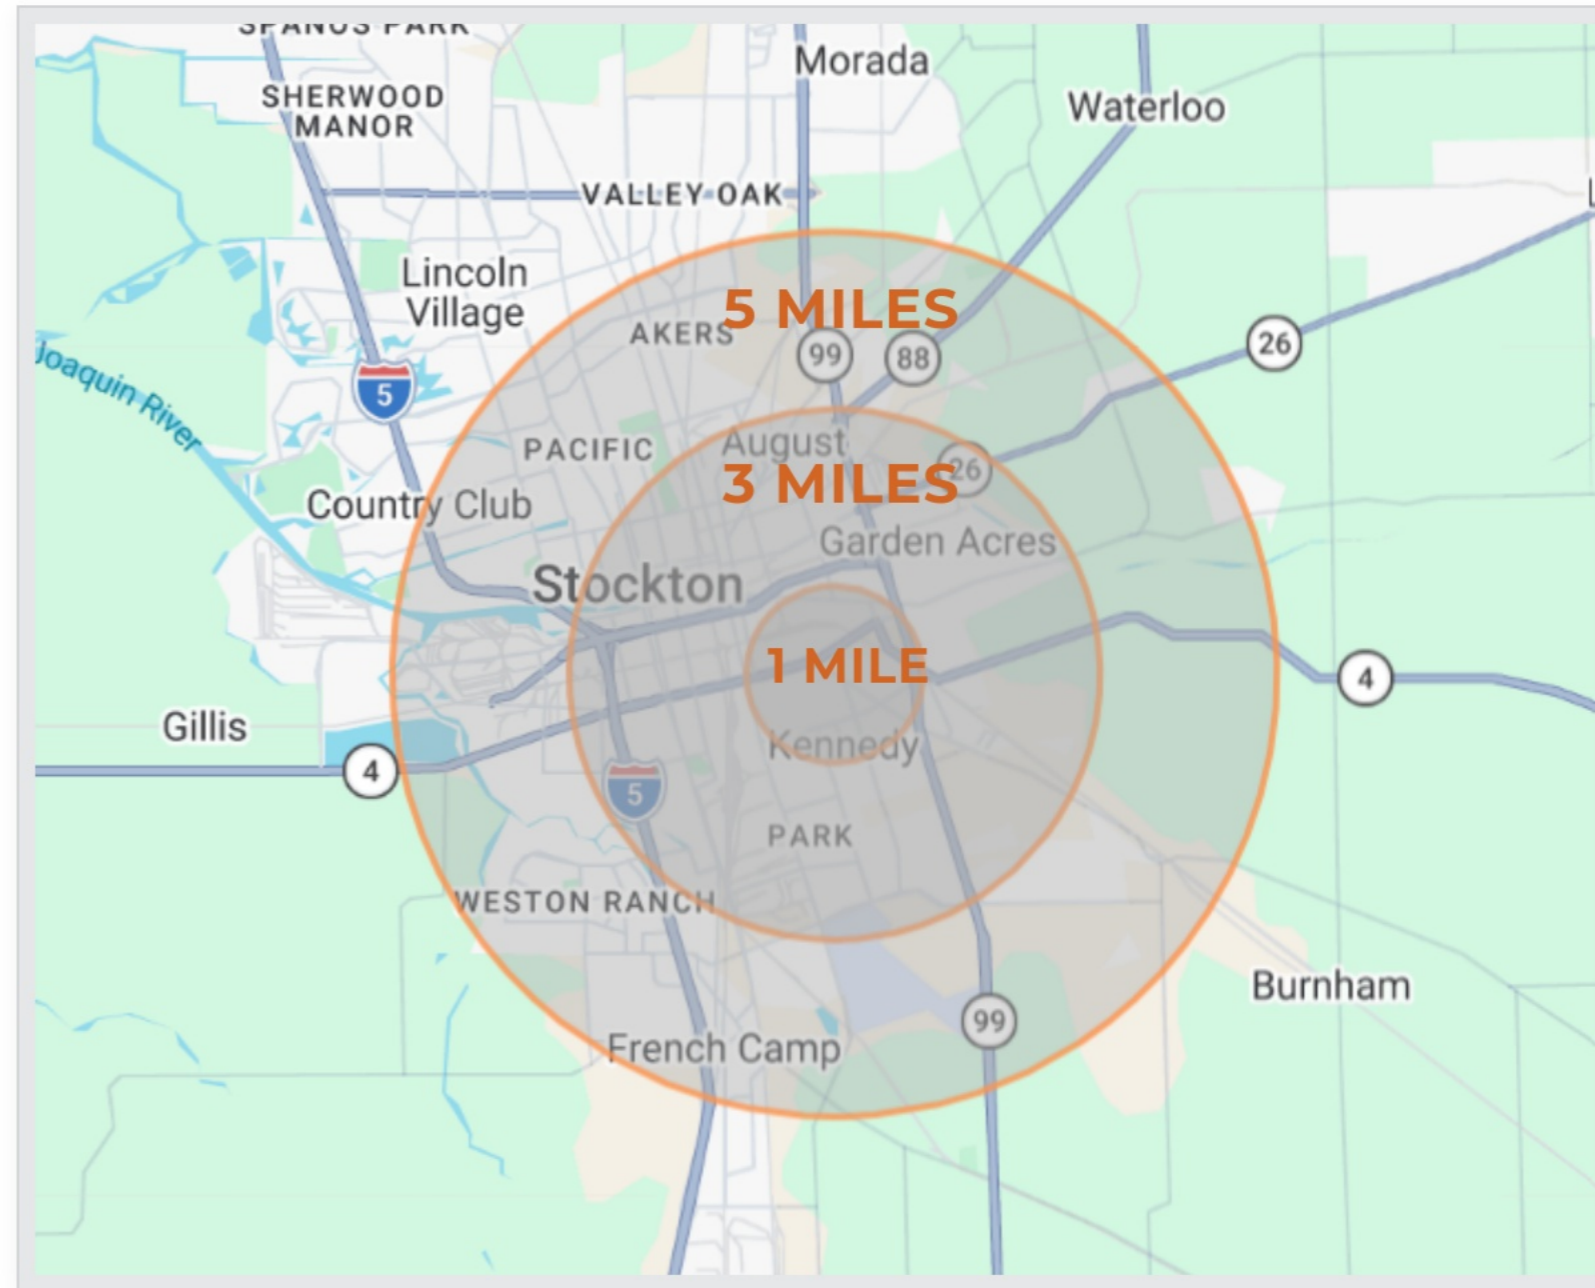 SPANOS PARK
Morada
SHERWOOD
MANOR
Waterloo
VALLEY OAK
Lincoln
Village
5 MILES
AKERS
99
88
26
Joaquin River
5
PACIFIC
August
26
3 MILES
Country Club
Garden Acres
Stockton
1 MILE
4
Gillis
Kennedy
4
5
PARK
WESTON RANCH
Burnham
99
French Camp